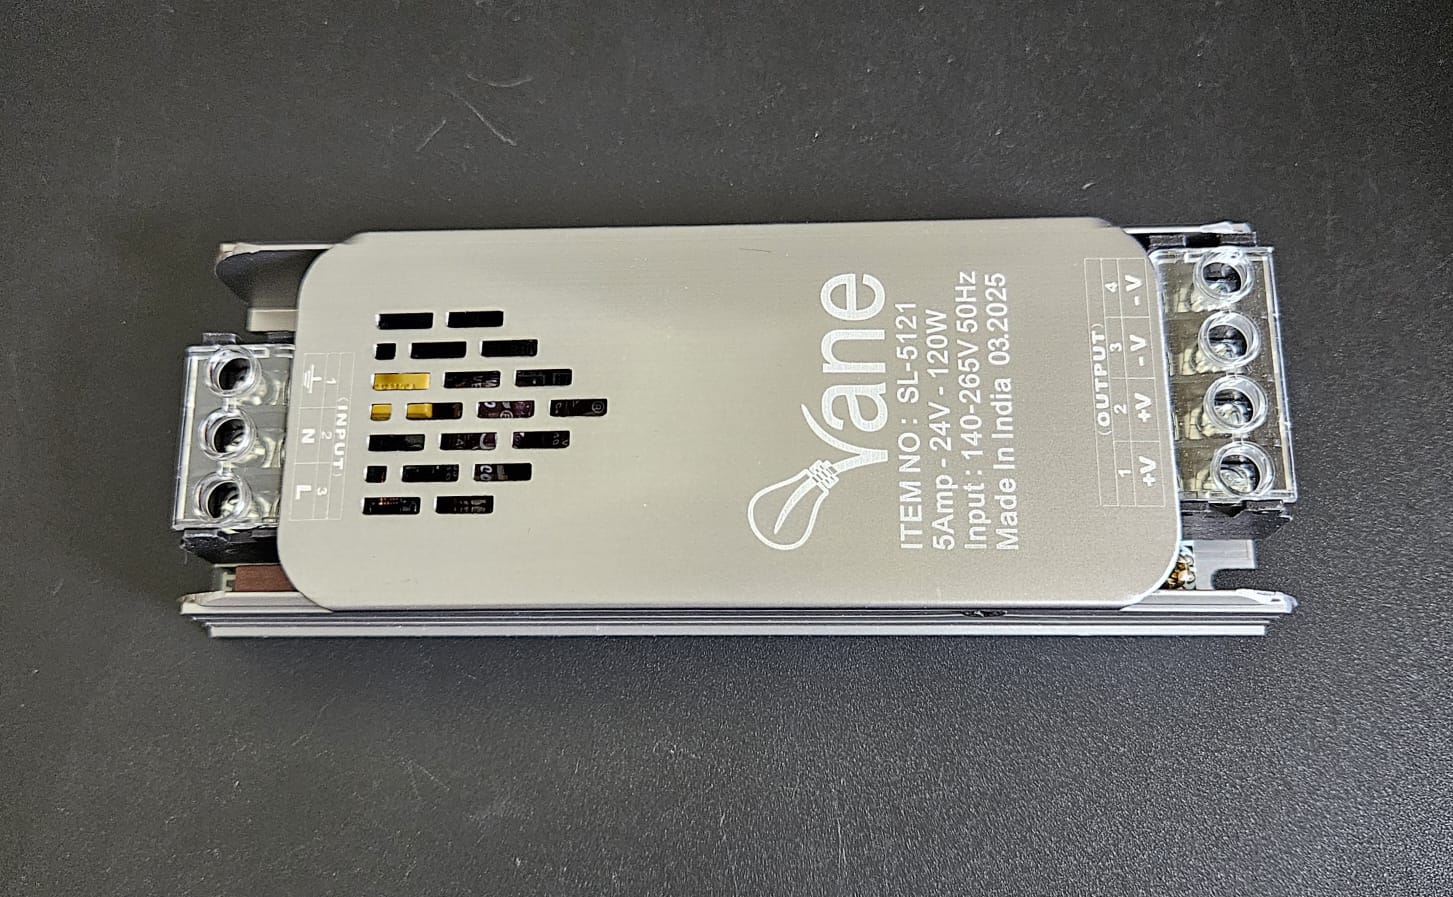 Vane
ITEM NO : SL-5121
5Amp - 24V - 120W
Input : 140-265V 50Hz
Made In India 03.2025
(INPUT)
1 2 3
⏚ N L
(OUTPUT)
1 2 3 4
+V +V -V -V